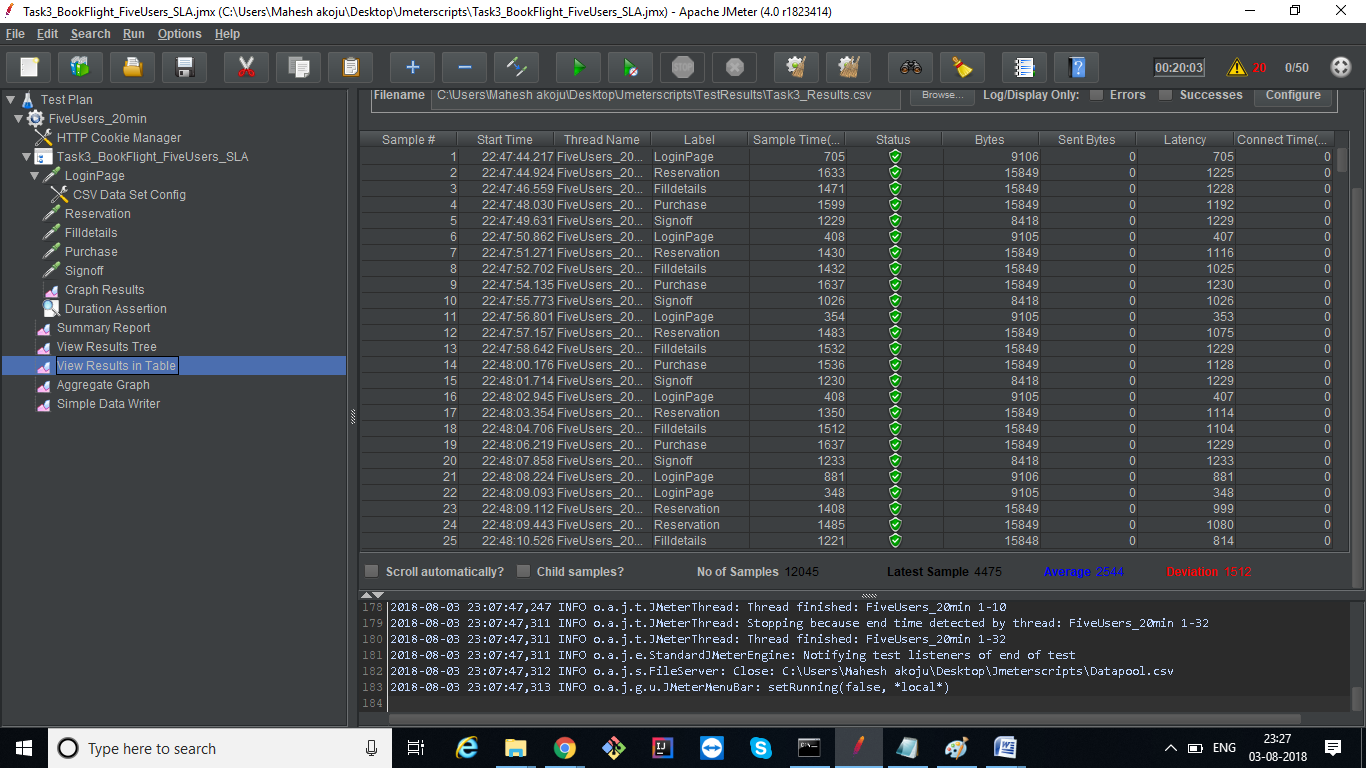 Task3_BookFlight_FiveUsers_SLA.jmx (C:\Users\Mahesh akoju\Desktop\Jmeterscripts\Task3_BookFlight_FiveUsers_SLA.jmx) - Apache JMeter (4.0 r1823414)
File Edit Search Run Options Help
STOP 00:20:03 20 0/50
Test Plan
FiveUsers_20min
HTTP Cookie Manager
Task3_BookFlight_FiveUsers_SLA
LoginPage
CSV Data Set Config
Reservation
Filldetails
Purchase
Signoff
Graph Results
Duration Assertion
Summary Report
View Results Tree
View Results in Table
Aggregate Graph
Simple Data Writer
Filename C:\Users\Mahesh akoju\Desktop\Jmeterscripts\TestResults\Task3_Results.csv Browse... Log/Display Only: Errors Successes Configure
Sample # Start Time Thread Name Label Sample Time(... Status Bytes Sent Bytes Latency Connect Time(...
1 22:47:44.217 FiveUsers_20... LoginPage 705 9106 0 705 0
2 22:47:44.924 FiveUsers_20... Reservation 1633 15849 0 1225 0
3 22:47:46.559 FiveUsers_20... Filldetails 1471 15849 0 1228 0
4 22:47:48.030 FiveUsers_20... Purchase 1599 15849 0 1192 0
5 22:47:49.631 FiveUsers_20... Signoff 1229 8418 0 1229 0
6 22:47:50.862 FiveUsers_20... LoginPage 408 9105 0 407 0
7 22:47:51.271 FiveUsers_20... Reservation 1430 15849 0 1116 0
8 22:47:52.702 FiveUsers_20... Filldetails 1432 15849 0 1025 0
9 22:47:54.135 FiveUsers_20... Purchase 1637 15849 0 1230 0
10 22:47:55.773 FiveUsers_20... Signoff 1026 8418 0 1026 0
11 22:47:56.801 FiveUsers_20... LoginPage 354 9105 0 353 0
12 22:47:57.157 FiveUsers_20... Reservation 1483 15849 0 1075 0
13 22:47:58.642 FiveUsers_20... Filldetails 1532 15849 0 1229 0
14 22:48:00.176 FiveUsers_20... Purchase 1536 15849 0 1128 0
15 22:48:01.714 FiveUsers_20... Signoff 1230 8418 0 1229 0
16 22:48:02.945 FiveUsers_20... LoginPage 408 9105 0 407 0
17 22:48:03.354 FiveUsers_20... Reservation 1350 15849 0 1114 0
18 22:48:04.706 FiveUsers_20... Filldetails 1512 15849 0 1104 0
19 22:48:06.219 FiveUsers_20... Purchase 1637 15849 0 1229 0
20 22:48:07.858 FiveUsers_20... Signoff 1233 8418 0 1233 0
21 22:48:08.224 FiveUsers_20... LoginPage 881 9106 0 881 0
22 22:48:09.093 FiveUsers_20... LoginPage 348 9105 0 348 0
23 22:48:09.112 FiveUsers_20... Reservation 1408 15849 0 999 0
24 22:48:09.443 FiveUsers_20... Reservation 1485 15849 0 1080 0
25 22:48:10.526 FiveUsers_20... Filldetails 1221 15848 0 814 0
Scroll automatically? Child samples? No of Samples 12045 Latest Sample 4475 Average 2544 Deviation 1512
178 2018-08-03 23:07:47,247 INFO o.a.j.t.JMeterThread: Thread finished: FiveUsers_20min 1-10
179 2018-08-03 23:07:47,311 INFO o.a.j.t.JMeterThread: Stopping because end time detected by thread: FiveUsers_20min 1-32
180 2018-08-03 23:07:47,311 INFO o.a.j.t.JMeterThread: Thread finished: FiveUsers_20min 1-32
181 2018-08-03 23:07:47,311 INFO o.a.j.e.StandardJMeterEngine: Notifying test listeners of end of test
182 2018-08-03 23:07:47,312 INFO o.a.j.s.FileServer: Close: C:\Users\Mahesh akoju\Desktop\Jmeterscripts\Datapool.csv
183 2018-08-03 23:07:47,313 INFO o.a.j.g.u.JMeterMenuBar: setRunning(false, *local*)
184
Type here to search ENG 23:27
03-08-2018